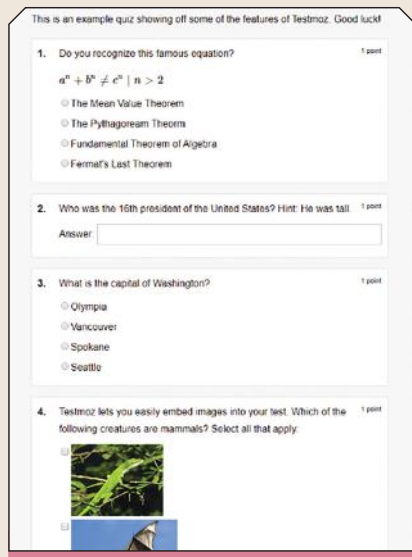 This is an example quiz showing off some of the features of Testmoz. Good luck!
1. Do you recognize this famous equation? 1 point
aⁿ + bⁿ ≠ cⁿ | n > 2
The Mean Value Theorem
The Pythagoream Theorm
Fundamental Theorem of Algebra
Fermat's Last Theorem
2. Who was the 16th president of the United States? Hint: He was tall. 1 point
Answer:
3. What is the capital of Washington? 1 point
Olympia
Vancouver
Spokane
Seattle
4. Testmoz lets you easily embed images into your test. Which of the 1 point
following creatures are mammals? Select all that apply: